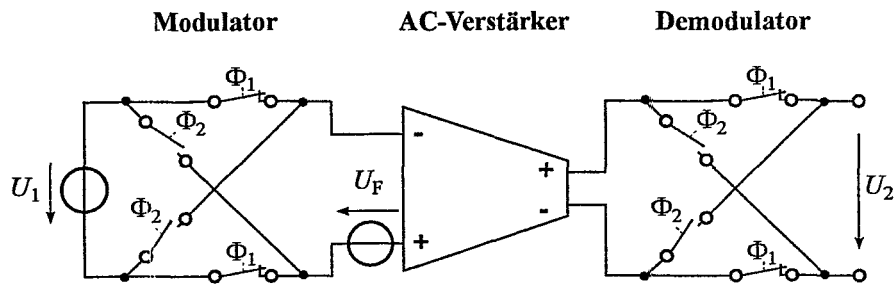 Modulator AC-Verstärker Demodulator
Φ1 Φ1
Φ2 Φ2
- +
U1 UF U2
Φ2 - Φ2
+
Φ1 Φ1